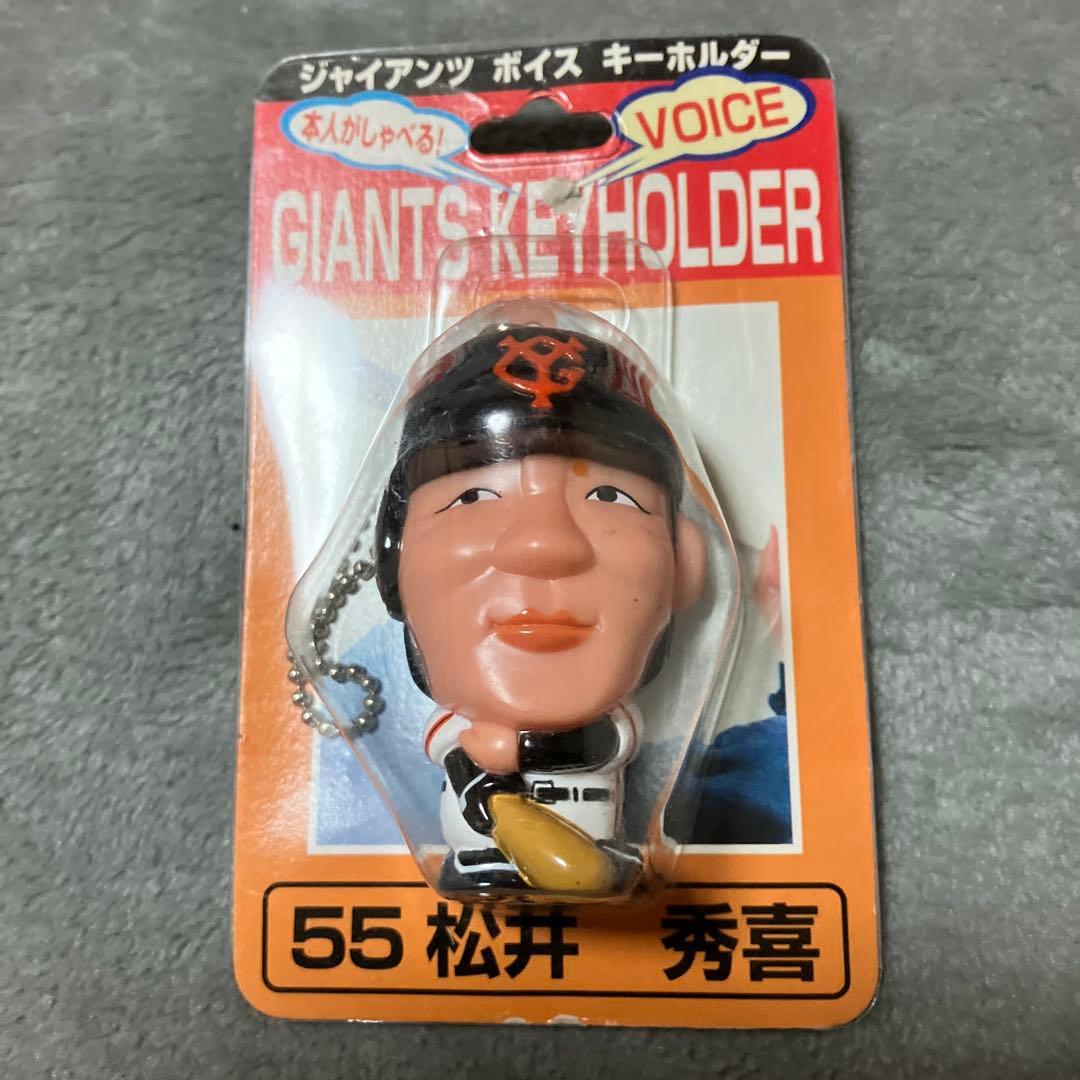 ジャイアンツ ボイス キーホルダー
本人がしゃべる!
VOICE
GIANTS KEYHOLDER
YG
55 松井 秀喜